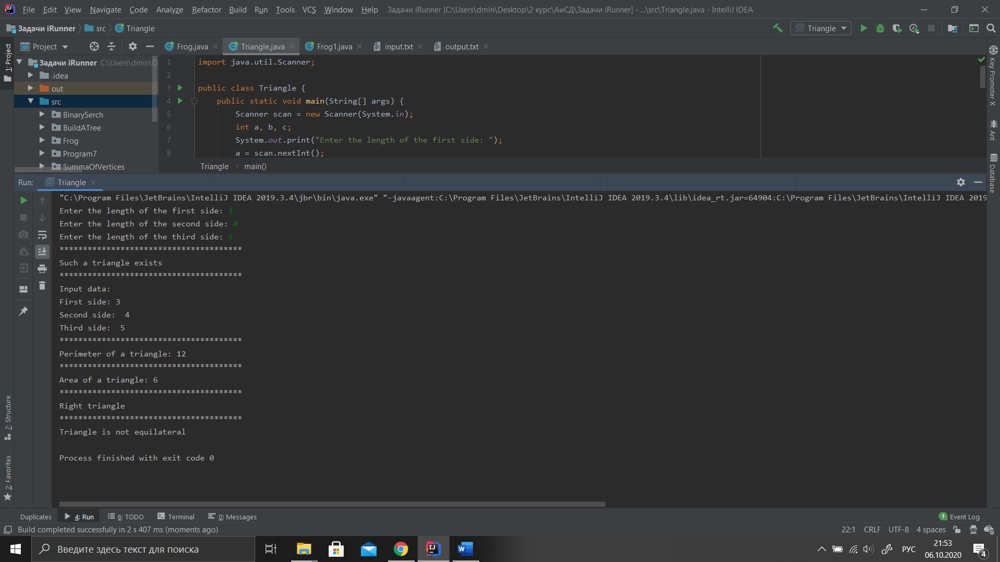 File Edit View Navigate Code Analyze Refactor Build Run Tools VCS Window Help Задачи iRunner [C:\Users\dmin\Desktop\2 курс\АиСД\Задачи iRunner] - ...\src\Triangle.java - IntelliJ IDEA
Задачи iRunner src Triangle Triangle
1: Project
Project
Frog.java Triangle.java Frog1.java input.txt output.txt
Задачи iRunner C:\Users\dmin\D
.idea
out
src
BinarySerch
BuildATree
Frog
Program7
SummaOfVertices
1 import java.util.Scanner;
2
3 public class Triangle {
4 public static void main(String[] args) {
5 Scanner scan = new Scanner(System.in);
6 int a, b, c;
7 System.out.print("Enter the length of the first side: ");
8 a = scan.nextInt();
Triangle main()
Key Promoter X
Ant
Database
Run: Triangle
"C:\Program Files\JetBrains\IntelliJ IDEA 2019.3.4\jbr\bin\java.exe" "-javaagent:C:\Program Files\JetBrains\IntelliJ IDEA 2019.3.4\lib\idea_rt.jar=64904:C:\Program Files\JetBrains\IntelliJ IDEA 2019
Enter the length of the first side: 3
Enter the length of the second side: 4
Enter the length of the third side: 5
***************************************
Such a triangle exists
***************************************
Input data:
First side: 3
Second side:  4
Third side:  5
***************************************
Perimeter of a triangle: 12
***************************************
Area of a triangle: 6
***************************************
Right triangle
***************************************
Triangle is not equilateral
Process finished with exit code 0
7: Structure
2: Favorites
Duplicates 4: Run 6: TODO Terminal 0: Messages 1 Event Log
Build completed successfully in 2 s 407 ms (moments ago) 22:1 CRLF UTF-8 4 spaces
Введите здесь текст для поиска
РУС
21:53
06.10.2020
4